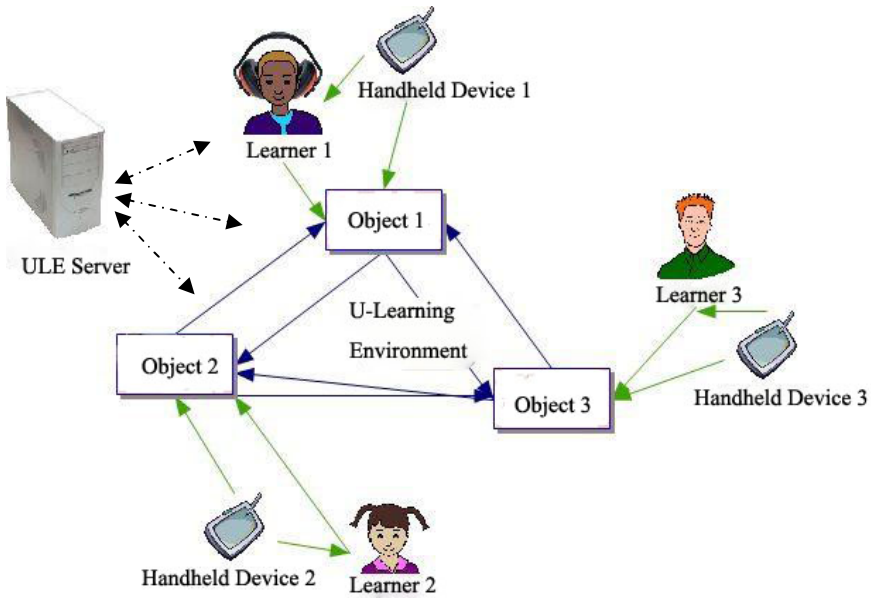 Handheld Device 1
Learner 1
Object 1
ULE Server
Learner 3
U-Learning
Environment
Object 2
Object 3
Handheld Device 3
Handheld Device 2
Learner 2